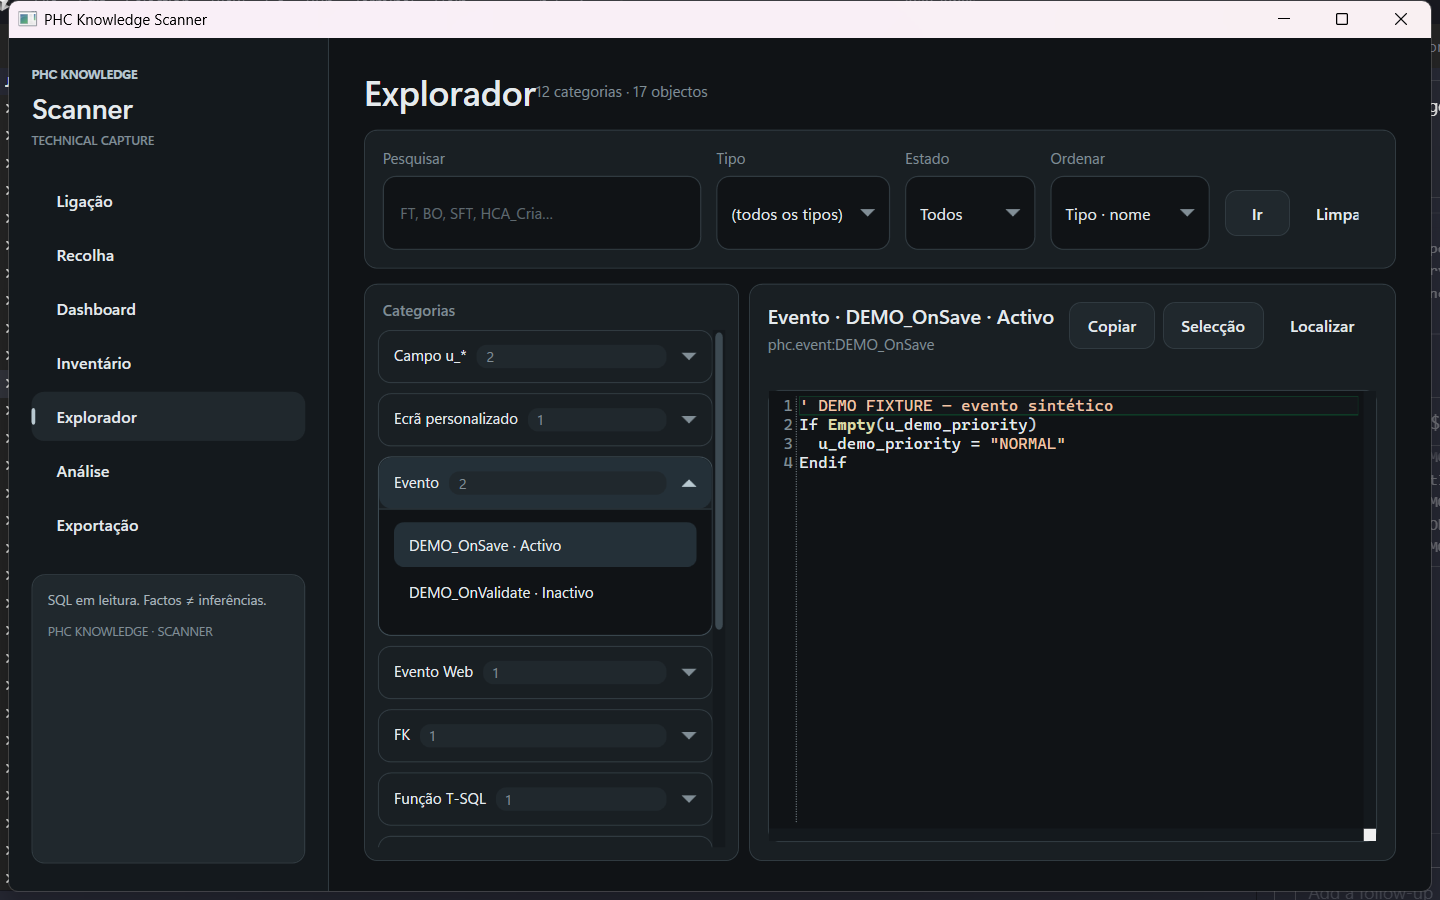 PHC Knowledge Scanner
PHC KNOWLEDGE
Scanner
TECHNICAL CAPTURE
Ligação
Recolha
Dashboard
Inventário
Explorador
Análise
Exportação
SQL em leitura. Factos ≠ inferências.
PHC KNOWLEDGE · SCANNER
Explorador 12 categorias · 17 objectos
Pesquisar
FT, BO, SFT, HCA_Cria...
Tipo
(todos os tipos)
Estado
Todos
Ordenar
Tipo · nome
Ir
Limpa
Categorias
Campo u_* 2
Ecrã personalizado 1
Evento 2
DEMO_OnSave · Activo
DEMO_OnValidate · Inactivo
Evento Web 1
FK 1
Função T-SQL 1
Evento · DEMO_OnSave · Activo
phc.event:DEMO_OnSave
Copiar
Selecção
Localizar
1 ' DEMO FIXTURE — evento sintético
2 If Empty(u_demo_priority)
3   u_demo_priority = "NORMAL"
4 Endif
Add a follow-up